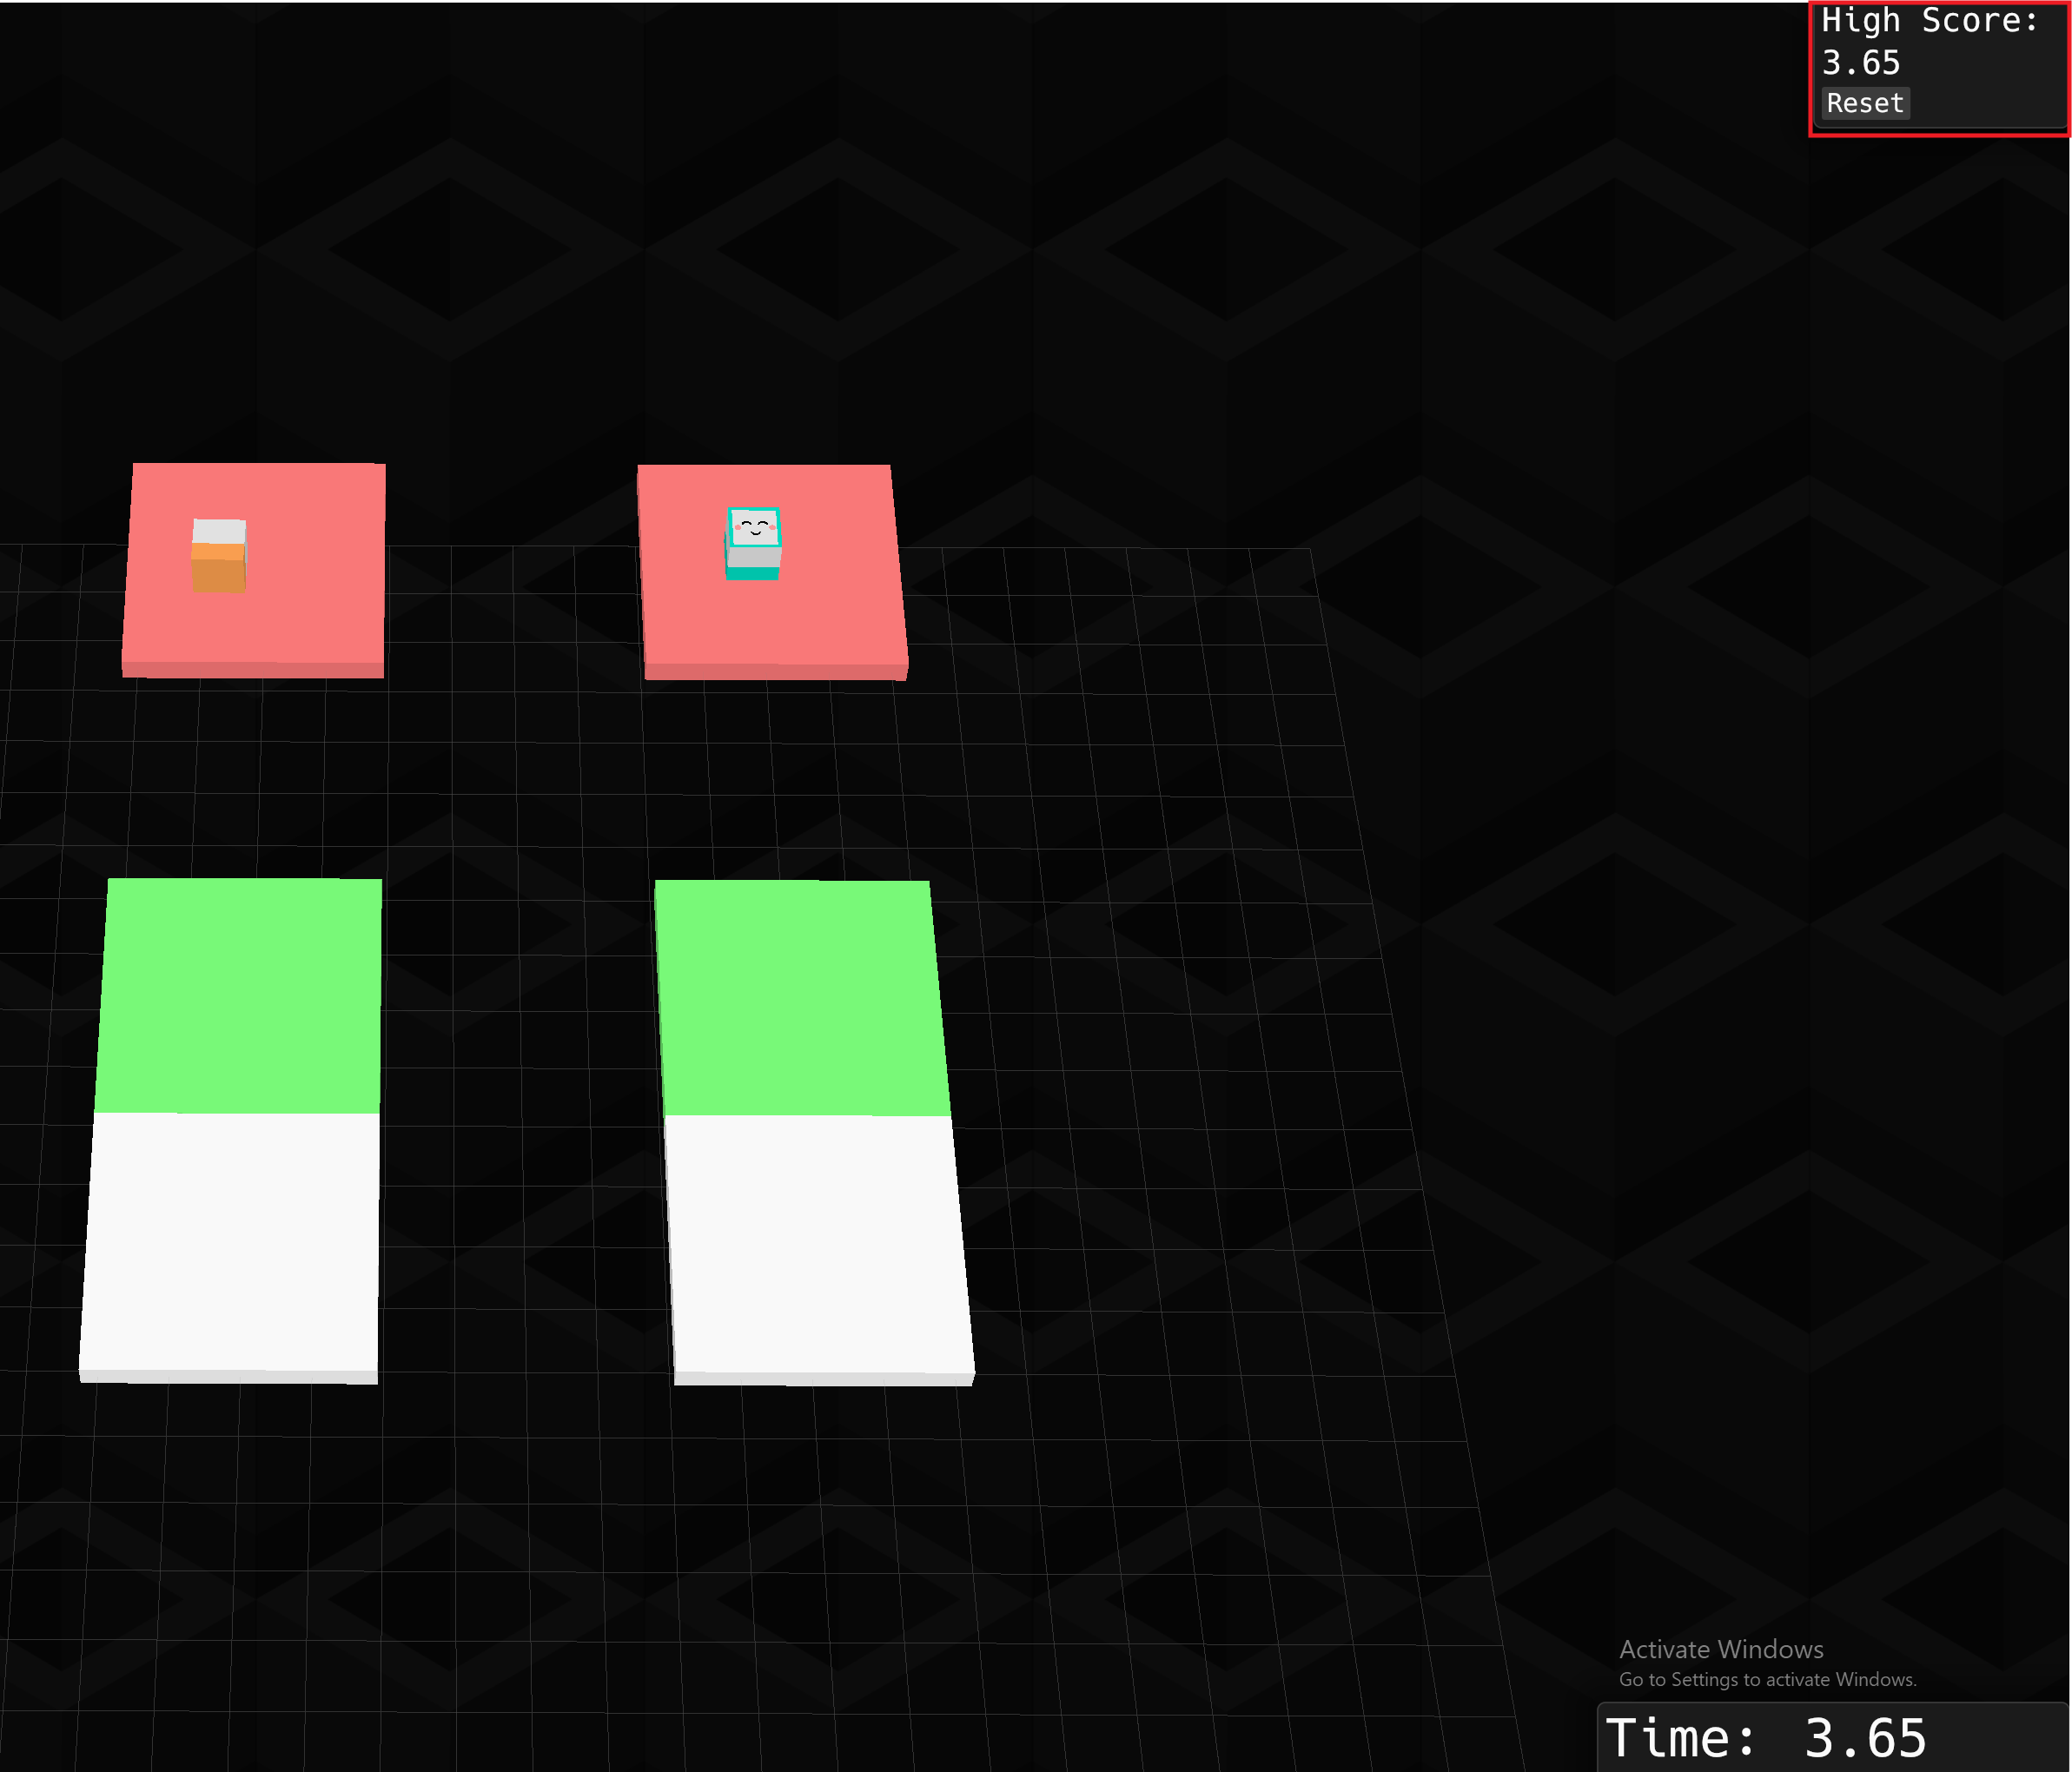 High Score:
3.65
Reset
Activate Windows
Go to Settings to activate Windows.
Time: 3.65